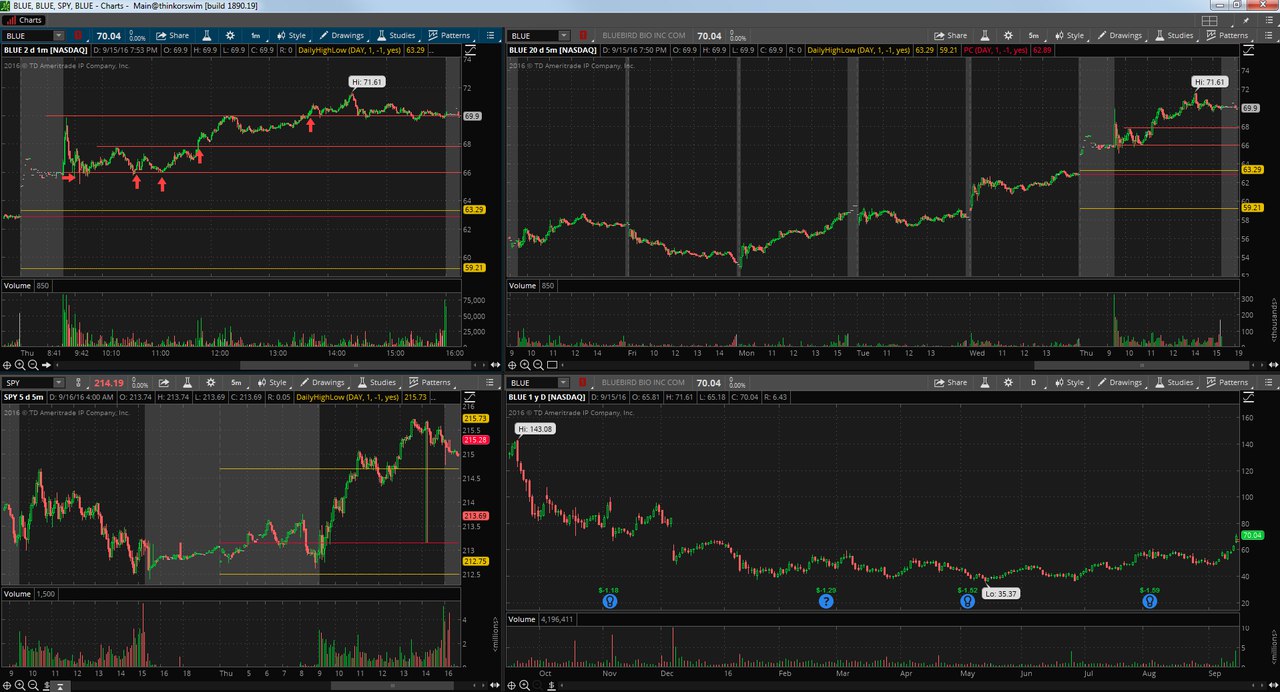 BLUE, BLUE, SPY, BLUE - Charts - Main@thinkorswim [build 1890.19]
Charts
BLUE 70.04 0.00% Share 1m Style Drawings Studies Patterns
BLUE 2 d 1m [NASDAQ] D: 9/15/16 7:53 PM O: 69.9 H: 69.9 L: 69.9 C: 69.9 R: 0 DailyHighLow (DAY, 1, -1, yes) 63.29 ...
2016 © TD Ameritrade IP Company, Inc.
Hi: 71.61
74
72
69.9
68
66
64
63.29
62
60
59.21
Volume 850
75,000
50,000
25,000
Thu 8:41 9:42 10:10 11:00 12:00 13:00 14:00 15:00 16:00
BLUE BLUEBIRD BIO INC COM 70.04 0.00% Share 5m Style Drawings Studies Patterns
BLUE 20 d 5m [NASDAQ] D: 9/15/16 7:50 PM O: 69.9 H: 69.9 L: 69.9 C: 69.9 R: 0 DailyHighLow (DAY, 1, -1, yes) 63.29 59.21 PC (DAY, 1, -1, yes) 62.89
2016 © TD Ameritrade IP Company, Inc.
Hi: 71.61
74
72
69.9
68
66
63.29
62
59.21
58
56
54
52
Volume 850
300
200
100
<thousands>
9 10 12 14 Fri 10 12 13 Mon 12 13 15 Tue 11 12 13 Wed 12 13 Thu 9 10 11 12 13 14 15 19
SPY 214.19 0.00% Share 5m Style Drawings Studies Patterns
SPY 5 d 5m D: 9/16/16 4:00 AM O: 213.74 H: 213.74 L: 213.69 C: 213.69 R: 0.05 DailyHighLow (DAY, 1, -1, yes) 215.73 ...
2016 © TD Ameritrade IP Company, Inc.
216
215.73
215.5
215.28
215
214.5
214
213.69
213.5
213
212.75
212.5
Volume 1,500
4
2
<millions>
9 10 11 12 13 14 15 16 18 Thu 5 6 7 8 9 10 11 12 13 14 15 16
BLUE BLUEBIRD BIO INC COM 70.04 0.00% Share D Style Drawings Studies Patterns
BLUE 1 y D [NASDAQ] D: 9/15/16 O: 65.81 H: 71.61 L: 65.18 C: 70.04 R: 6.43
2016 © TD Ameritrade IP Company, Inc.
Hi: 143.08
160
140
120
100
80
70.04
60
40
20
$-1.18
$-1.29
$-1.52
$-1.59
Lo: 35.37
Volume 4,196,411
10
5
<millions>
Oct Nov Dec Feb Mar Apr May Jun Jul Aug Sep